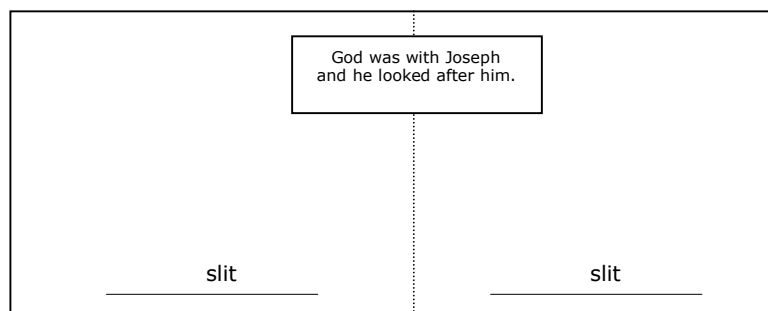 God was with Joseph
and he looked after him.
slit
slit